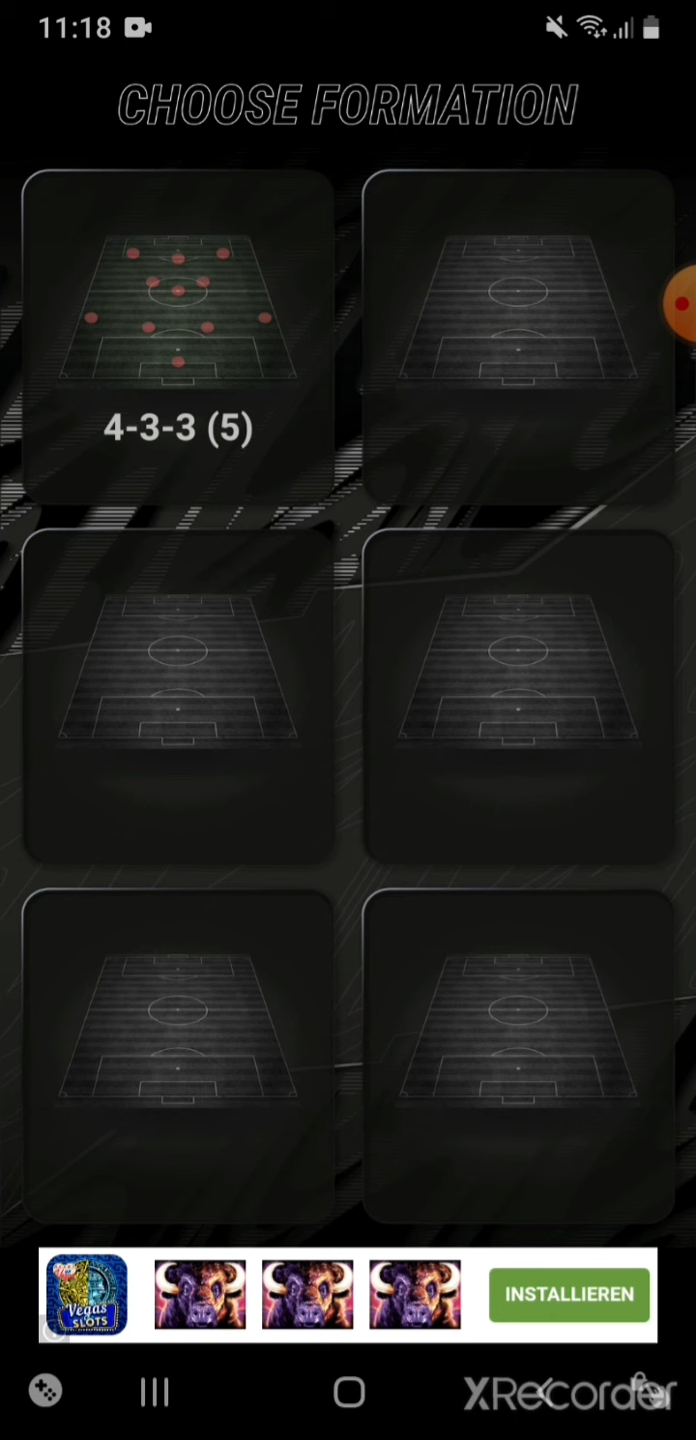 11:18
CHOOSE FORMATION
4-3-3 (5)
Vegas
SLOTS
INSTALLIEREN
XRecorder